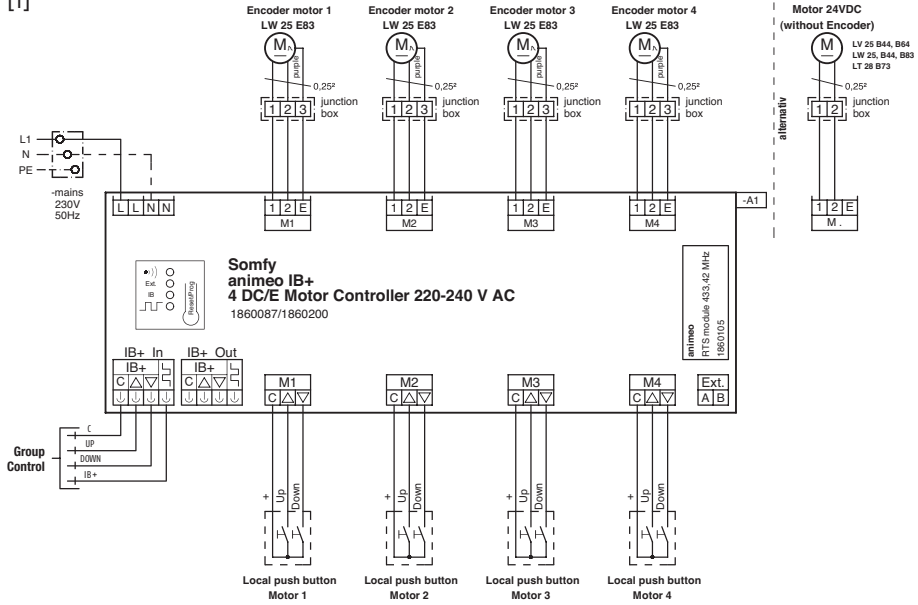 [1]
Encoder motor 1
LW 25 E83
Encoder motor 2
LW 25 E83
Encoder motor 3
LW 25 E83
Encoder motor 4
LW 25 E83
Motor 24VDC
(without Encoder)
LV 25 B44, B64
LW 25, B44, B83
LT 28 B73
M
purple
M
purple
M
purple
M
purple
M
0,25²
0,25²
0,25²
0,25²
0,25²
1 2 3
junction
box
1 2 3
junction
box
1 2 3
junction
box
1 2 3
junction
box
alternativ
1 2
junction
box
L1
N
PE
-mains
230V
50Hz
L L N N
1 2 E
M1
1 2 E
M2
1 2 E
M3
1 2 E
M4
-A1
1 2 E
M .
Ext.
IB
Reset/Prog
Somfy
animeo IB+
4 DC/E Motor Controller 220-240 V AC
1860087/1860200
animeo
RTS module 433,42 MHz
1860105
IB+ In
IB+ Out
IB+
C
IB+
C
M1
C
M2
C
M3
C
M4
C
Ext.
A B
Group
Control
C
UP
DOWN
IB+
+
Up
Down
+
Up
Down
+
Up
Down
+
Up
Down
Local push button
Motor 1
Local push button
Motor 2
Local push button
Motor 3
Local push button
Motor 4